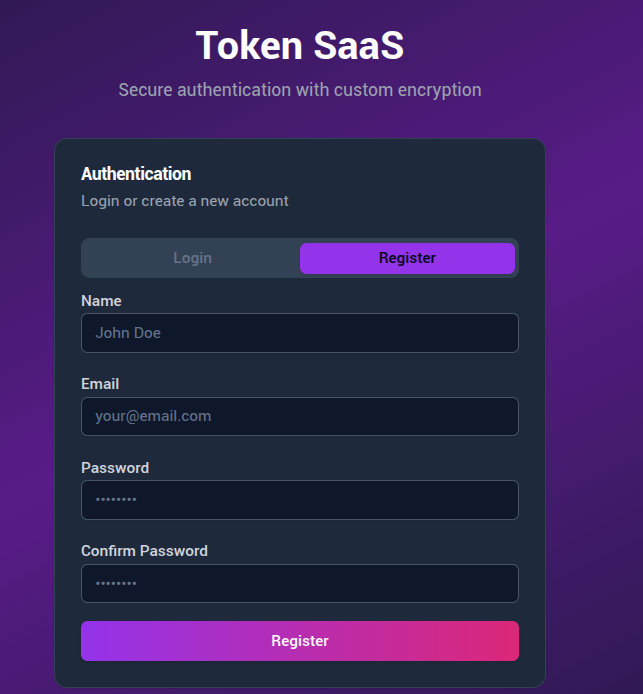 Token SaaS
Secure authentication with custom encryption
Authentication
Login or create a new account
Login Register
Name
John Doe
Email
your@email.com
Password
••••••••
Confirm Password
••••••••
Register